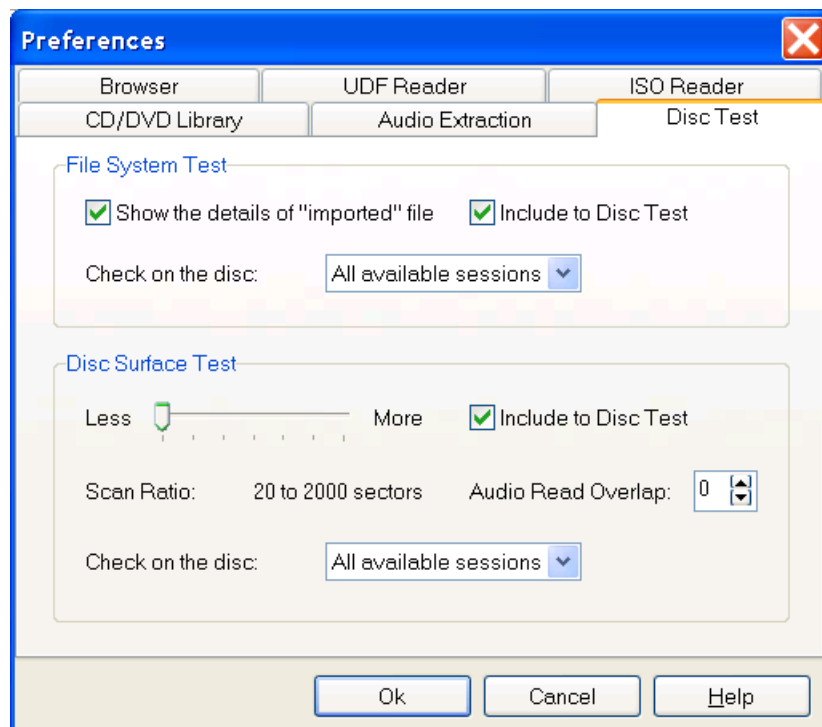 Preferences
Browser UDF Reader ISO Reader
CD/DVD Library Audio Extraction Disc Test
File System Test
Show the details of "imported" file Include to Disc Test
Check on the disc: All available sessions
Disc Surface Test
Less More Include to Disc Test
Scan Ratio: 20 to 2000 sectors Audio Read Overlap: 0
Check on the disc: All available sessions
Ok Cancel Help